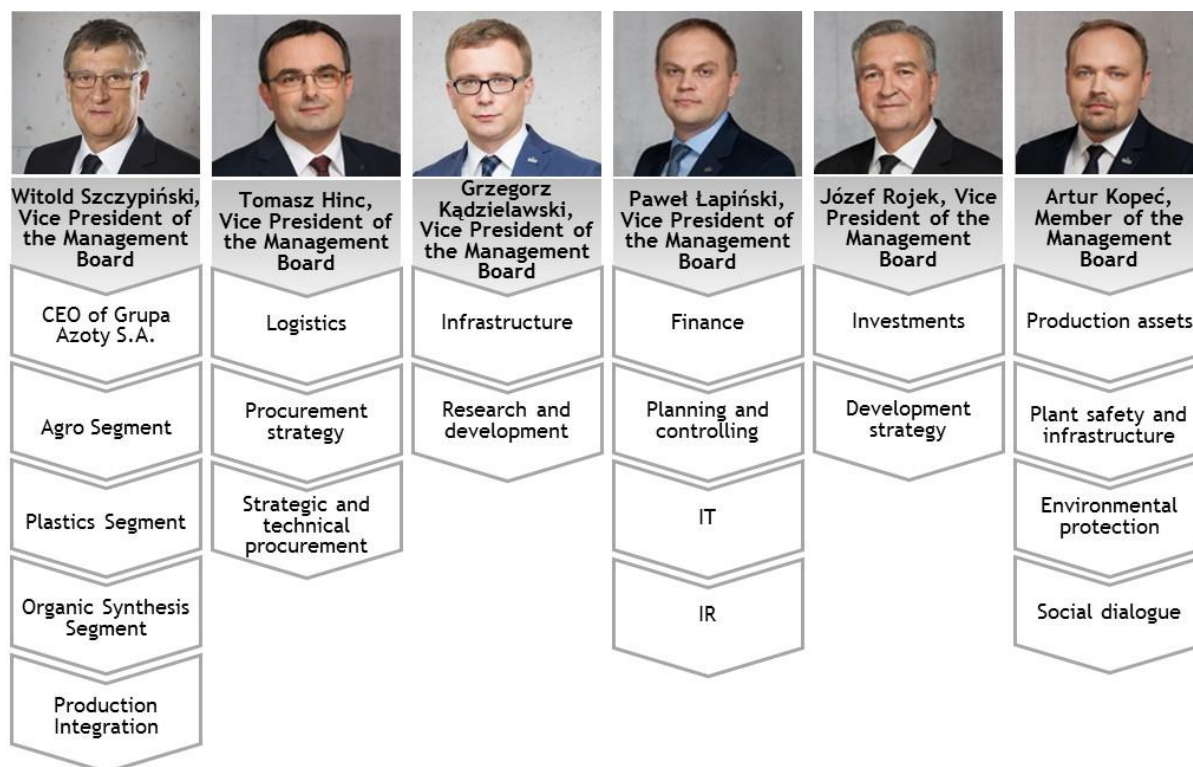 Witold Szczypiński,
Vice President of
the Management
Board
CEO of Grupa
Azoty S.A.
Agro Segment
Plastics Segment
Organic Synthesis
Segment
Production
Integration
Tomasz Hinc,
Vice President of
the Management
Board
Logistics
Procurement
strategy
Strategic and
technical
procurement
Grzegorz
Kądzielawski,
Vice President of
the Management
Board
Infrastructure
Research and
development
Paweł Łapiński,
Vice President of
the Management
Board
Finance
Planning and
controlling
IT
IR
Józef Rojek, Vice
President of the
Management
Board
Investments
Development
strategy
Artur Kopeć,
Member of the
Management
Board
Production assets
Plant safety and
infrastructure
Environmental
protection
Social dialogue